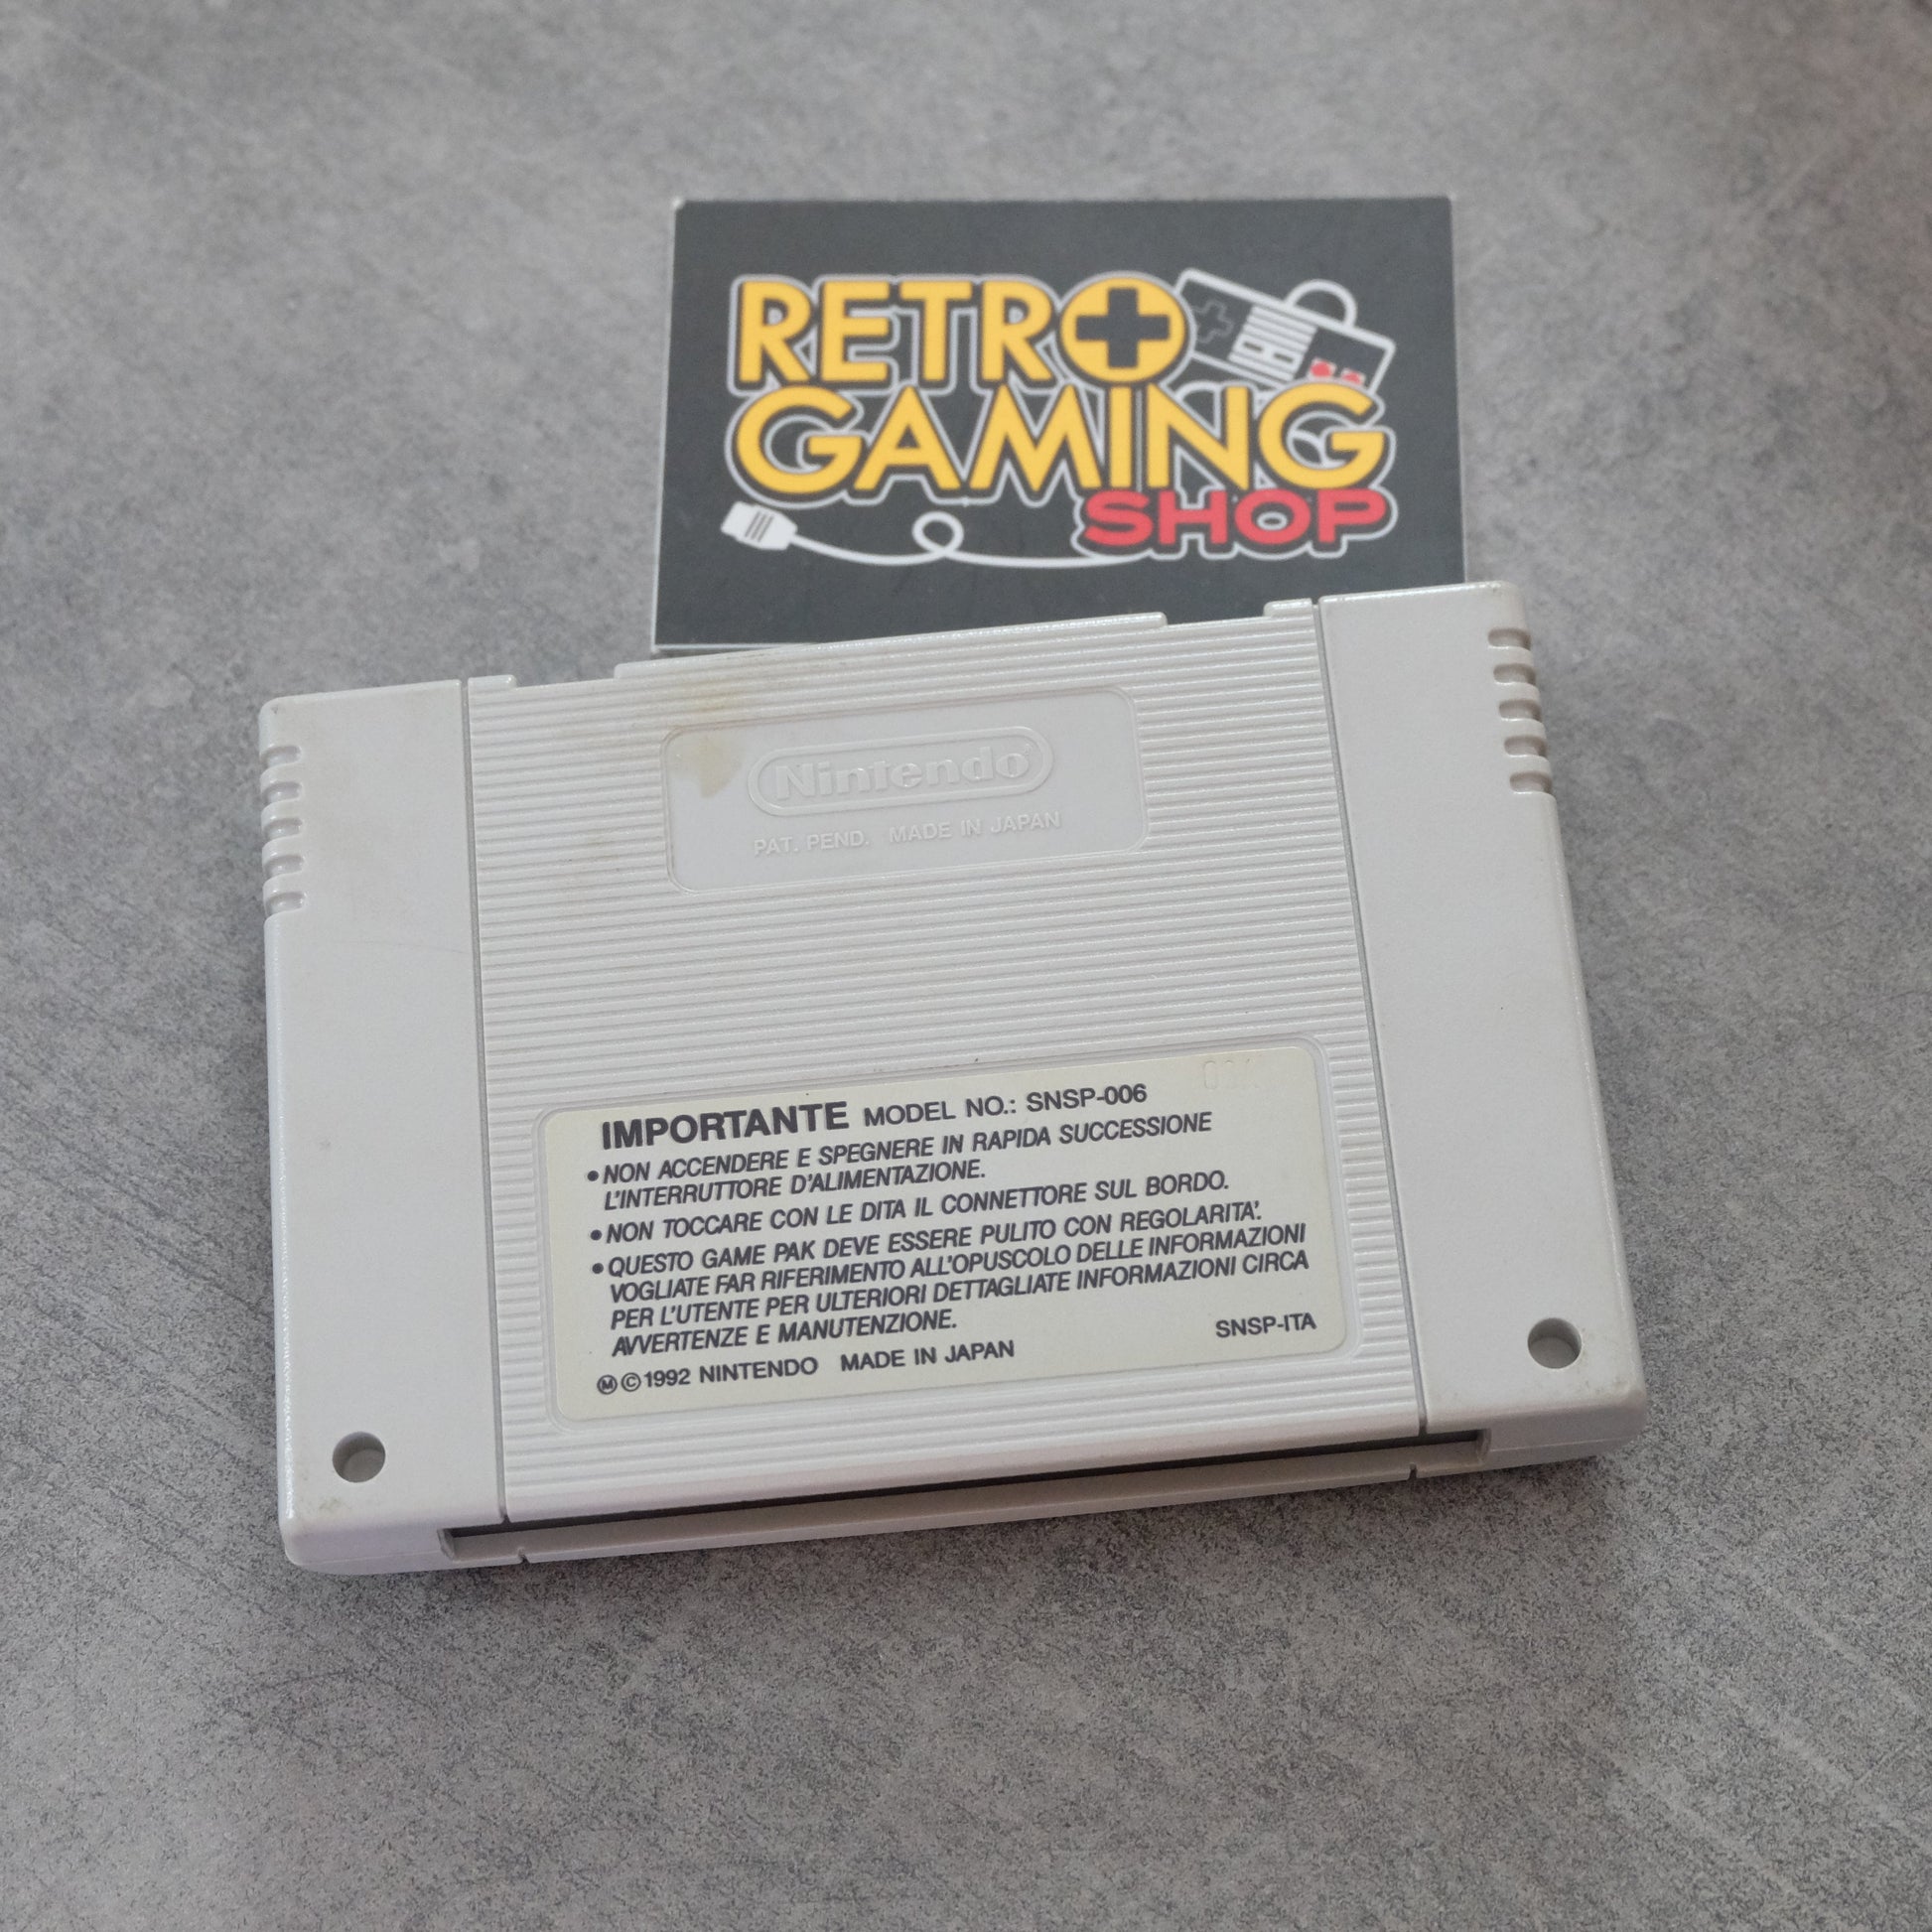 RETRO
GAMING
SHOP
Nintendo
PAT. PEND. MADE IN JAPAN
IMPORTANTE MODEL NO.: SNSP-006
•NON ACCENDERE E SPEGNERE IN RAPIDA SUCCESSIONE
L'INTERRUTTORE D'ALIMENTAZIONE.
•NON TOCCARE CON LE DITA IL CONNETTORE SUL BORDO.
•QUESTO GAME PAK DEVE ESSERE PULITO CON REGOLARITA'.
VOGLIATE FAR RIFERIMENTO ALL'OPUSCOLO DELLE INFORMAZIONI
PER L'UTENTE PER ULTERIORI DETTAGLIATE INFORMAZIONI CIRCA
AVVERTENZE E MANUTENZIONE.
SNSP-ITA
Ⓜ©1992 NINTENDO MADE IN JAPAN